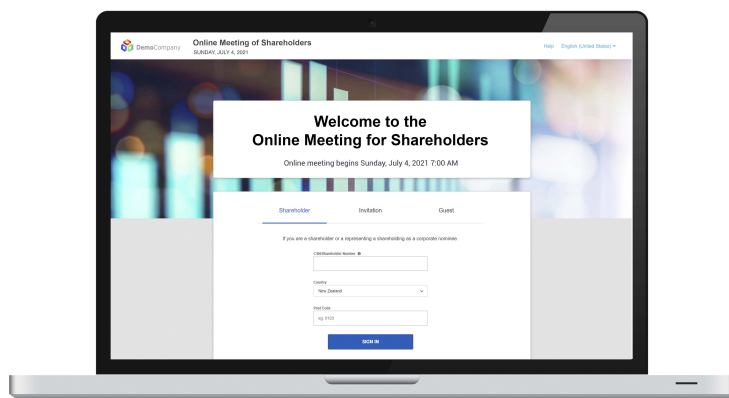 DemoCompany
Online Meeting of Shareholders
SUNDAY, JULY 4, 2021
Help English (United States)
Welcome to the
Online Meeting for Shareholders
Online meeting begins Sunday, July 4, 2021 7:00 AM
Shareholder Invitation Guest
If you are a shareholder or a representing a shareholding as a corporate nominee
CSN/Shareholder Number
Country
New Zealand
Post Code
eg. 0123
SIGN IN